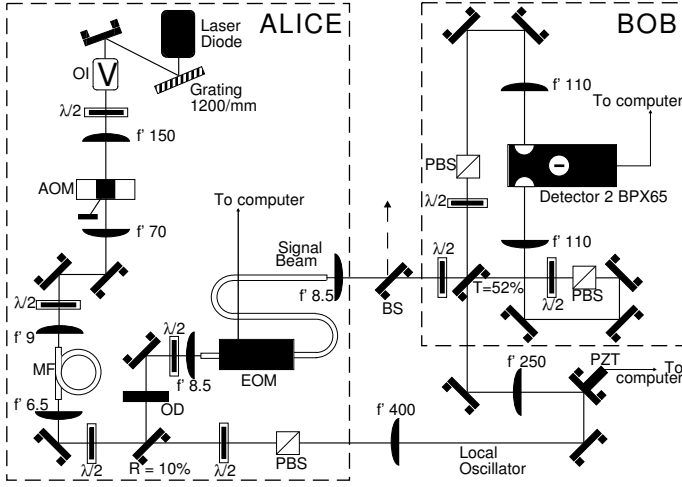 ALICE
BOB
Laser
Diode
OI
Grating
1200/mm
λ/2
f' 150
AOM
f' 70
To computer
Signal
Beam
f' 8.5
λ/2
f' 9
MF
f' 6.5
λ/2
λ/2
f' 8.5
EOM
OD
R = 10%
λ/2
PBS
BS
f' 110
To computer
PBS
λ/2
Detector 2 BPX65
λ/2
f' 110
T=52%
λ/2
PBS
f' 250
PZT
To
computer
f' 400
Local
Oscillator